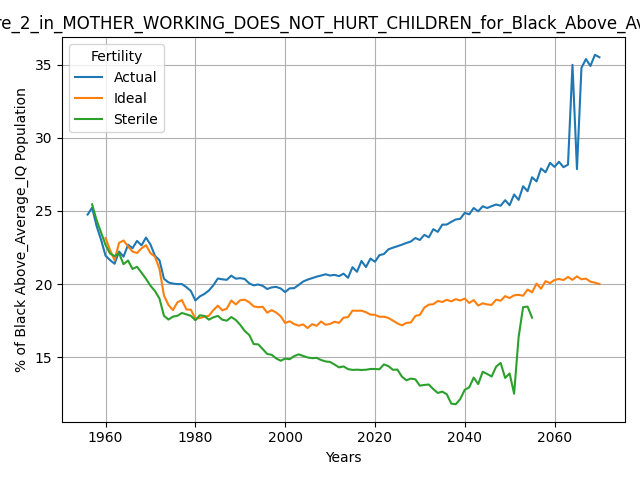 re_2_in_MOTHER_WORKING_DOES_NOT_HURT_CHILDREN_for_Black_Above_Av
Fertility
Actual
Ideal
Sterile
% of Black Above_Average_IQ Population
35
30
25
20
15
1960
1980
2000
2020
2040
2060
Years